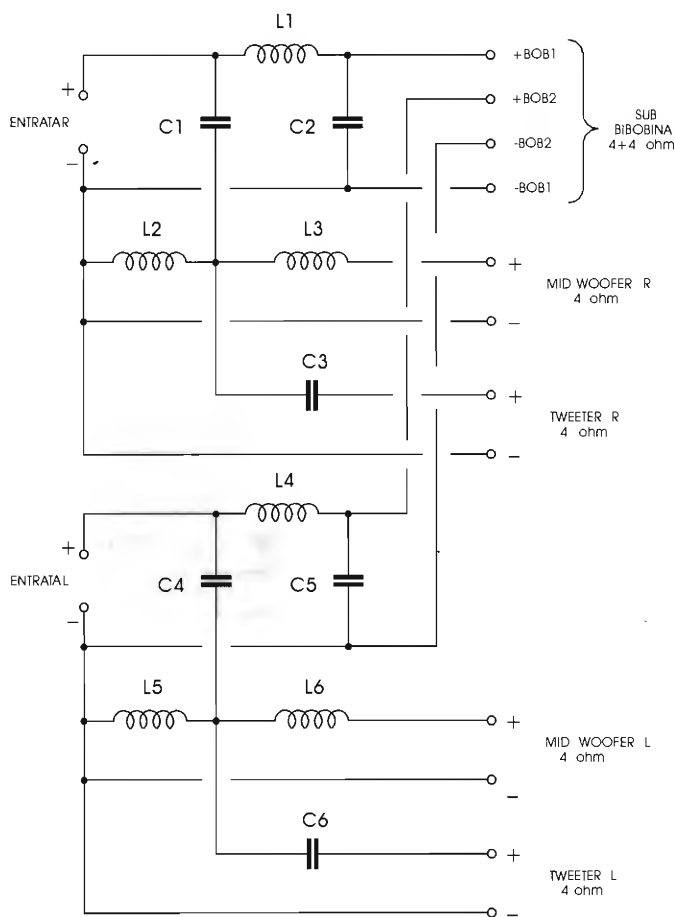 L1
+BOB1
+
+BOB2
ENTRATAR
C1
C2
SUB
BIBOBINA
4+4 ohm
-BOB2
−
-BOB1
L2
L3
+
MID WOOFER R
4 ohm
−
C3
+
TWEETER R
4 ohm
−
L4
+
ENTRATAL
C4
C5
−
L5
L6
+
MID WOOFER L
4 ohm
−
C6
+
TWEETER L
4 ohm
−